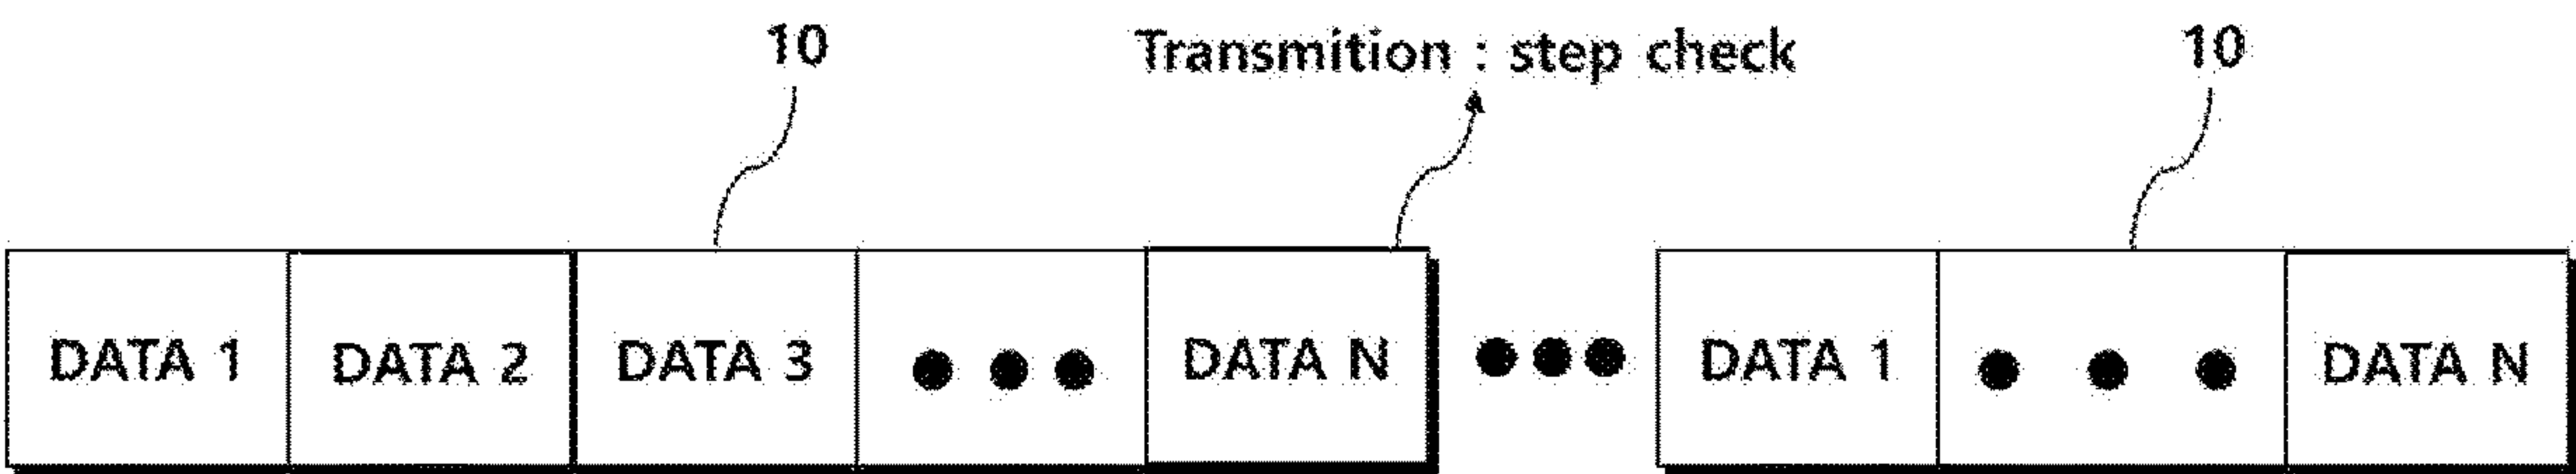 10 Transmition : step check 10
DATA 1 DATA 2 DATA 3 ● ● ● DATA N ●●● DATA 1 ● ● ● DATA N